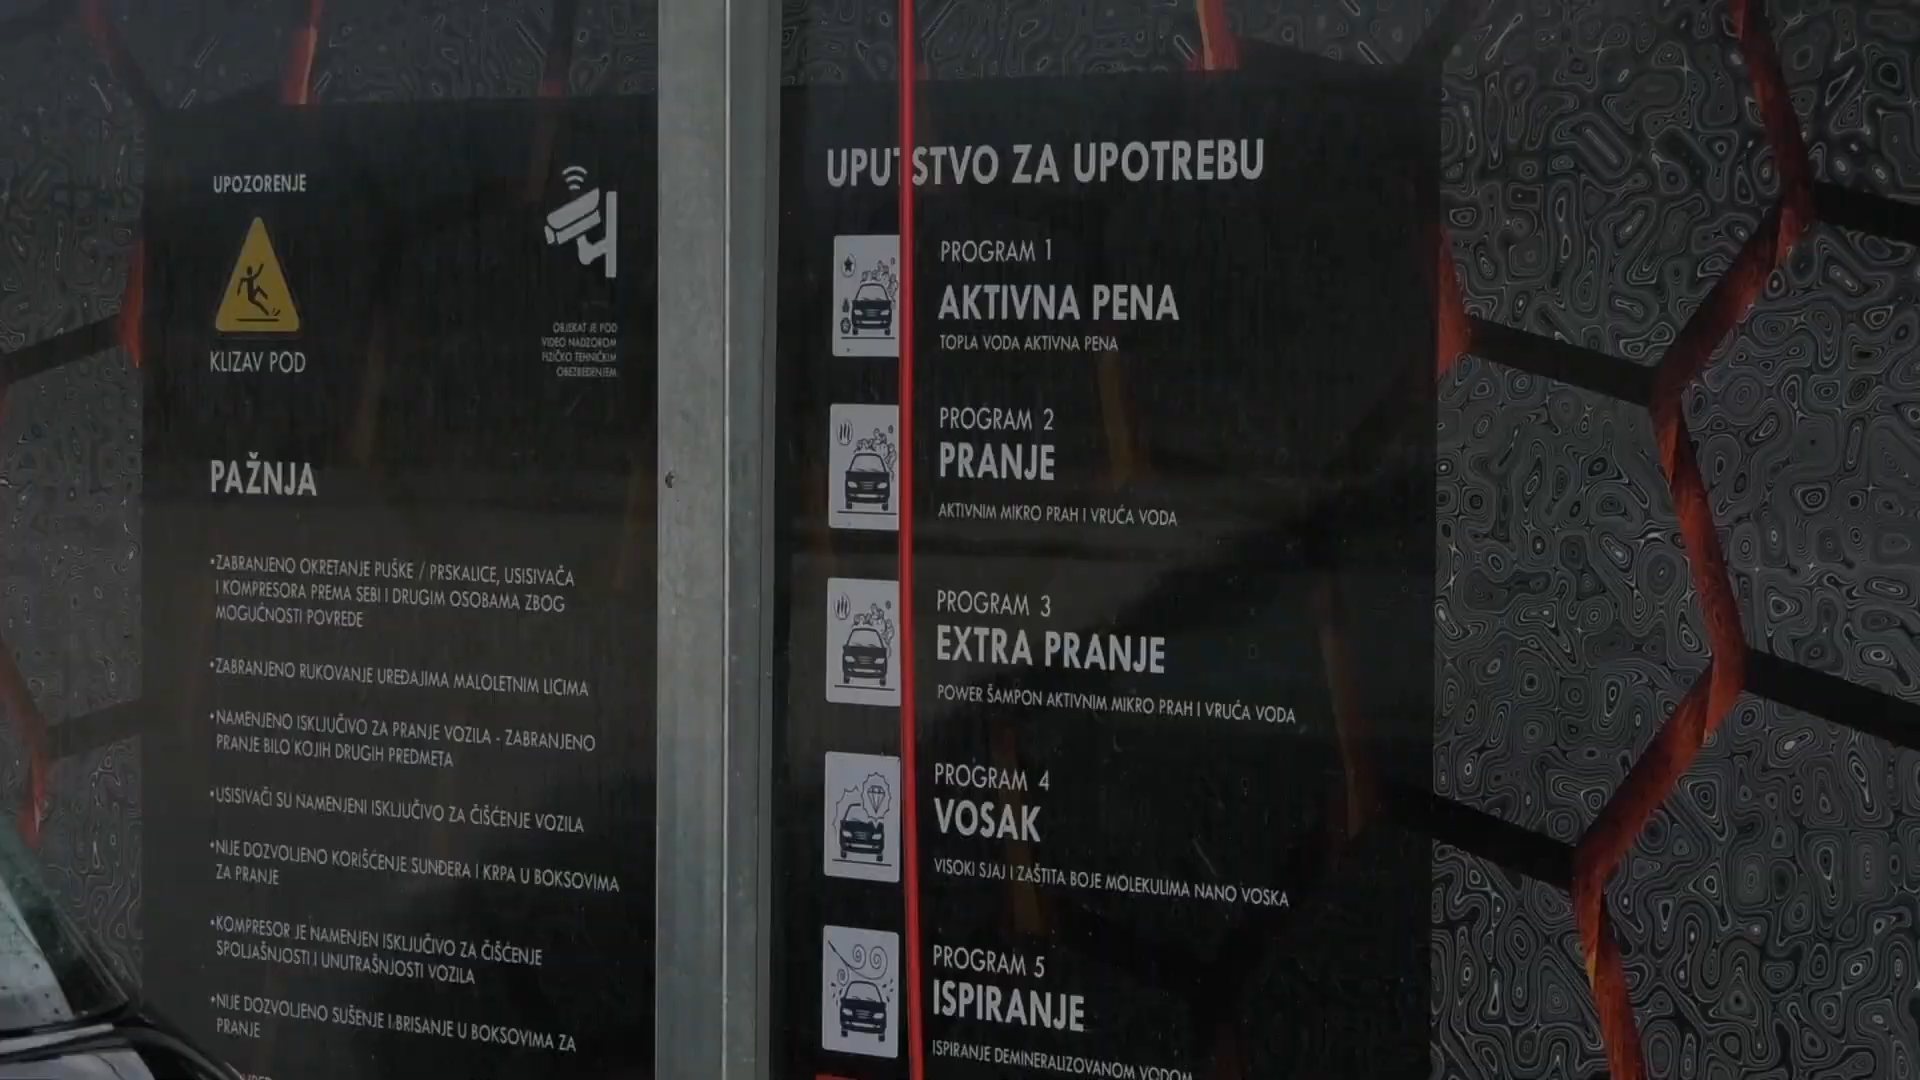 UPOZORENJE
KLIZAV POD
OBJEKAT JE POD
VIDEO NADZOROM
FIZIČKO TEHNIČKIM
OBEZBEĐENJEM
PAŽNJA
•ZABRANJENO OKRETANJE PUŠKE / PRSKALICE, USISIVAČA
I KOMPRESORA PREMA SEBI I DRUGIM OSOBAMA ZBOG
MOGUĆNOSTI POVREDE
•ZABRANJENO RUKOVANJE UREĐAJIMA MALOLETNIM LICIMA
•NAMENJENO ISKLJUČIVO ZA PRANJE VOZILA - ZABRANJENO
PRANJE BILO KOJIH DRUGIH PREDMETA
•USISIVAČI SU NAMENJENI ISKLJUČIVO ZA ČIŠĆENJE VOZILA
•NIJE DOZVOLJENO KORIŠĆENJE SUNĐERA I KRPA U BOKSOVIMA
ZA PRANJE
•KOMPRESOR JE NAMENJEN ISKLJUČIVO ZA ČIŠĆENJE
SPOLJAŠNJOSTI I UNUTRAŠNJOSTI VOZILA
•NIJE DOZVOLJENO SUŠENJE I BRISANJE U BOKSOVIMA ZA
PRANJE
UPUTSTVO ZA UPOTREBU
PROGRAM 1
AKTIVNA PENA
TOPLA VODA AKTIVNA PENA
PROGRAM 2
PRANJE
AKTIVNIM MIKRO PRAH I VRUĆA VODA
PROGRAM 3
EXTRA PRANJE
POWER ŠAMPON AKTIVNIM MIKRO PRAH I VRUĆA VODA
PROGRAM 4
VOSAK
VISOKI SJAJ I ZAŠTITA BOJE MOLEKULIMA NANO VOSKA
PROGRAM 5
ISPIRANJE
ISPIRANJE DEMINERALIZOVANOM VODOM